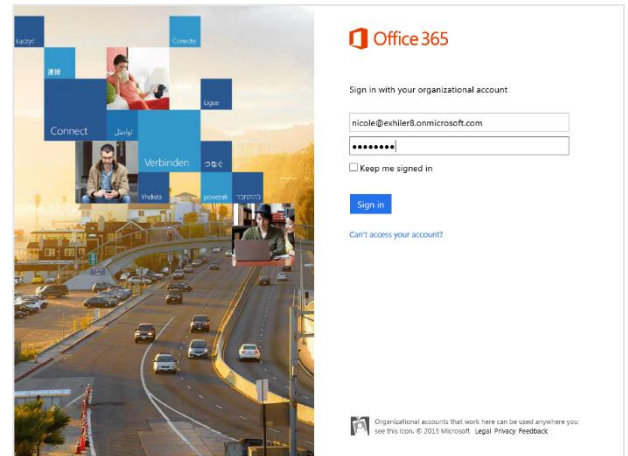 Łączyć
Conecte
連接
Ligue
Connect
تواصل
Verbinden
つなぐ
Yhdistä
povezati
להתחבר
Office 365
Sign in with your organizational account
nicole@exhiler8.onmicrosoft.com
••••••••
Keep me signed in
Sign in
Can't access your account?
Organizational accounts that work here can be used anywhere you
see this icon. © 2013 Microsoft Legal Privacy Feedback